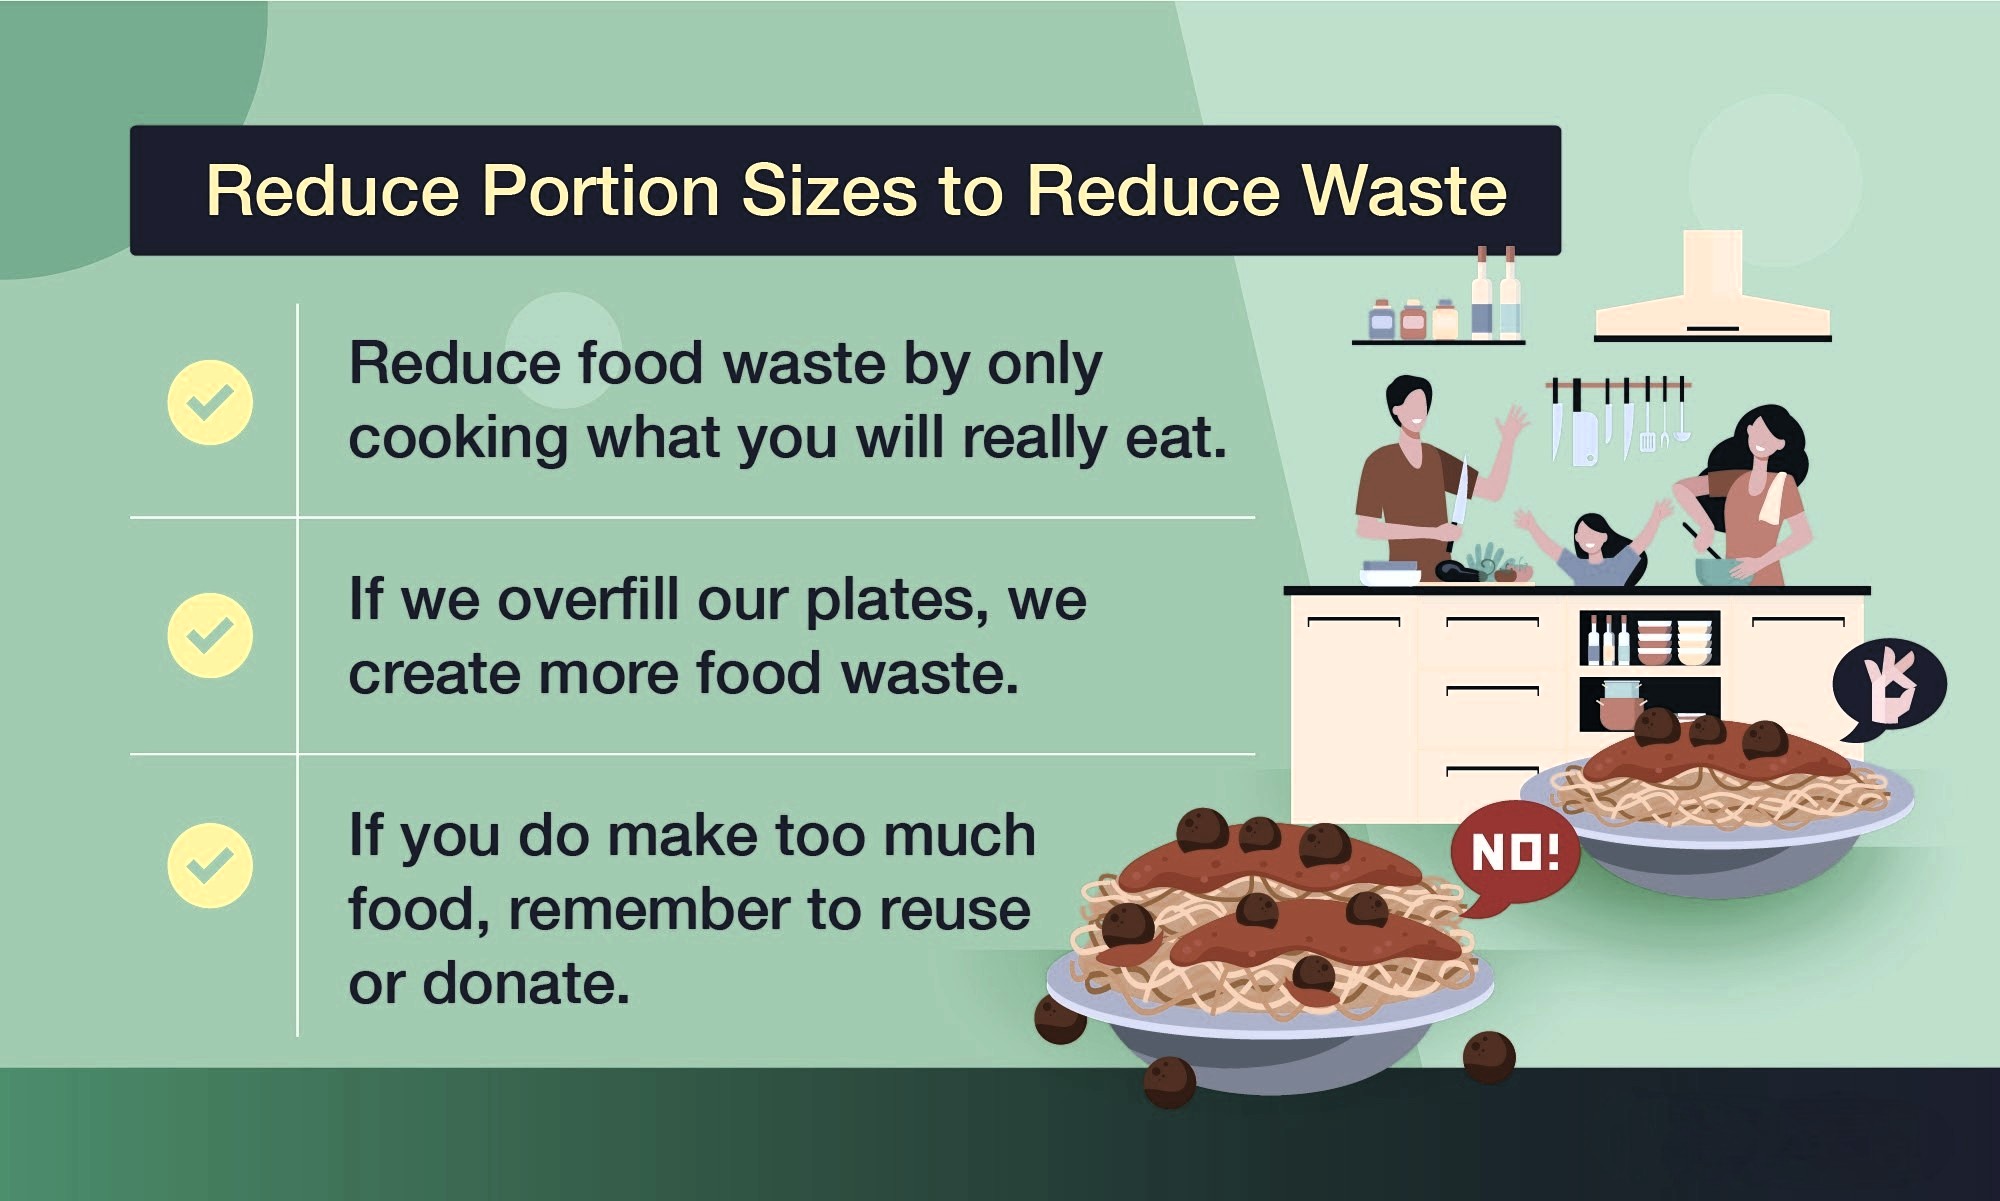 Reduce Portion Sizes to Reduce Waste
Reduce food waste by only
cooking what you will really eat.
If we overfill our plates, we
create more food waste.
If you do make too much
food, remember to reuse
or donate.
NO!